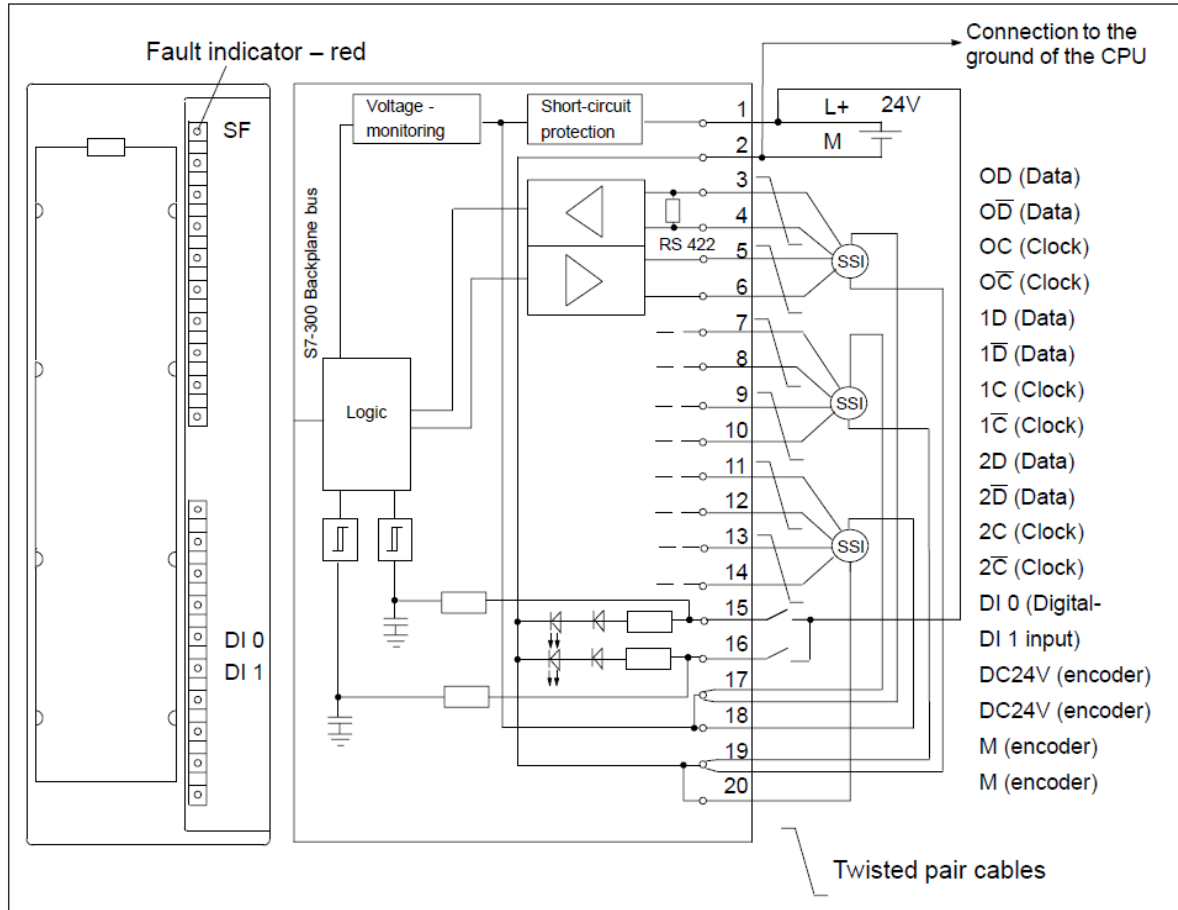 Fault indicator – red
SF
DI 0
DI 1
Connection to the
ground of the CPU
Voltage -
monitoring
Short-circuit
protection
S7-300 Backplane bus
Logic
RS 422
L+ 24V
M
1
2
3
4
5
6
7
8
9
10
11
12
13
14
15
16
17
18
19
20
SSI
SSI
SSI
OD (Data)
OD̅ (Data)
OC (Clock)
OC̅ (Clock)
1D (Data)
1D̅ (Data)
1C (Clock)
1C̅ (Clock)
2D (Data)
2D̅ (Data)
2C (Clock)
2C̅ (Clock)
DI 0 (Digital-
DI 1 input)
DC24V (encoder)
DC24V (encoder)
M (encoder)
M (encoder)
Twisted pair cables